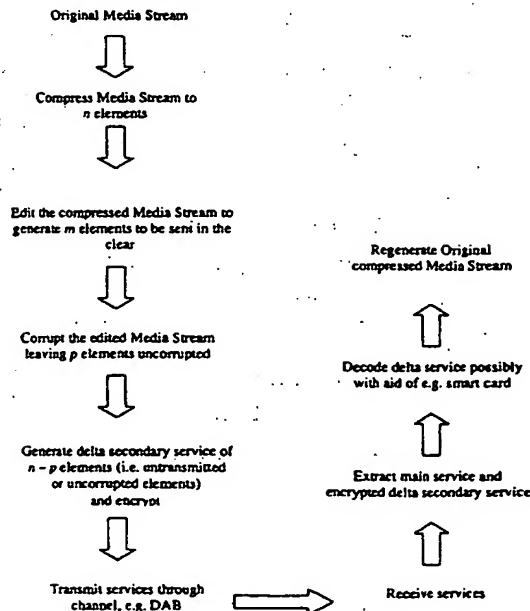 Original Media Stream
Compress Media Stream to
n elements
Edit the compressed Media Stream to
generate m elements to be sent in the
clear
Corrupt the edited Media Stream
leaving p elements uncorrupted
Generate delta secondary service of
n – p elements (i.e. untransmitted
or uncorrupted elements)
and encrypt
Transmit services through
channel, e.g. DAB
Receive services
Extract main service and
encrypted delta secondary service
Decode delta service possibly
with aid of e.g. smart card
Regenerate Original
compressed Media Stream